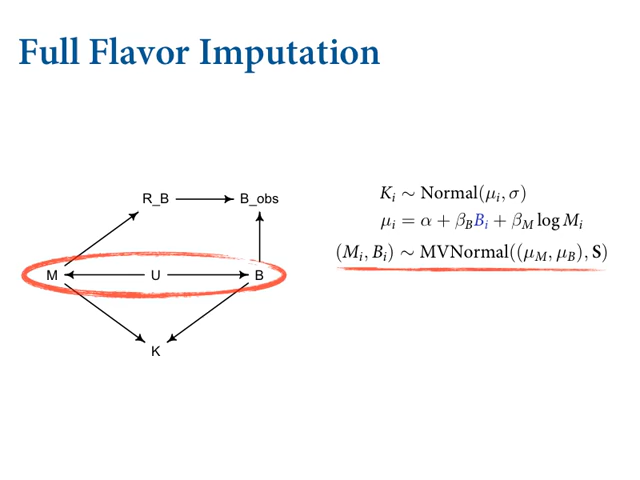 Full Flavor Imputation
R_B B_obs
M U B
K
K_i ~ Normal(μ_i, σ)
μ_i = α + β_B B_i + β_M log M_i
(M_i, B_i) ~ MVNormal((μ_M, μ_B), S)